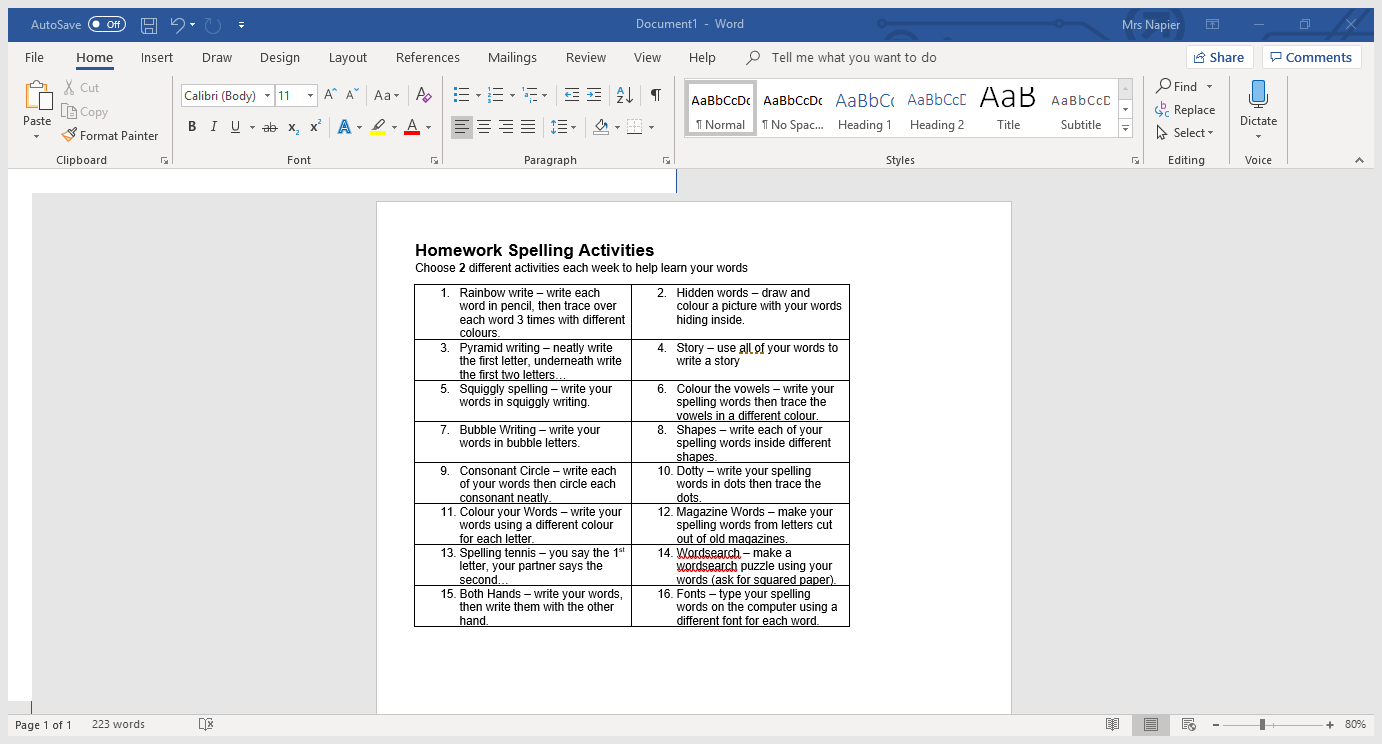 AutoSave Off Document1 - Word Mrs Napier
File Home Insert Draw Design Layout References Mailings Review View Help Tell me what you want to do Share Comments
Paste Cut Copy Format Painter Clipboard
Calibri (Body) 11 A A Aa A B I U ab x2 x2 A A Font
A Z ¶ Paragraph
AaBbCcDc AaBbCcDc AaBbCc AaBbCcD AaB AaBbCcD
¶ Normal ¶ No Spac... Heading 1 Heading 2 Title Subtitle
Styles
Find Replace Select Editing
Dictate Voice
Homework Spelling Activities
Choose 2 different activities each week to help learn your words
1. Rainbow write – write each
word in pencil, then trace over
each word 3 times with different
colours.
2. Hidden words – draw and
colour a picture with your words
hiding inside.
3. Pyramid writing – neatly write
the first letter, underneath write
the first two letters…
4. Story – use all of your words to
write a story
5. Squiggly spelling – write your
words in squiggly writing.
6. Colour the vowels – write your
spelling words then trace the
vowels in a different colour.
7. Bubble Writing – write your
words in bubble letters.
8. Shapes – write each of your
spelling words inside different
shapes.
9. Consonant Circle – write each
of your words then circle each
consonant neatly.
10. Dotty – write your spelling
words in dots then trace the
dots.
11. Colour your Words – write your
words using a different colour
for each letter.
12. Magazine Words – make your
spelling words from letters cut
out of old magazines.
13. Spelling tennis – you say the 1st
letter, your partner says the
second…
14. Wordsearch – make a
wordsearch puzzle using your
words (ask for squared paper).
15. Both Hands – write your words,
then write them with the other
hand.
16. Fonts – type your spelling
words on the computer using a
different font for each word.
Page 1 of 1 223 words 80%